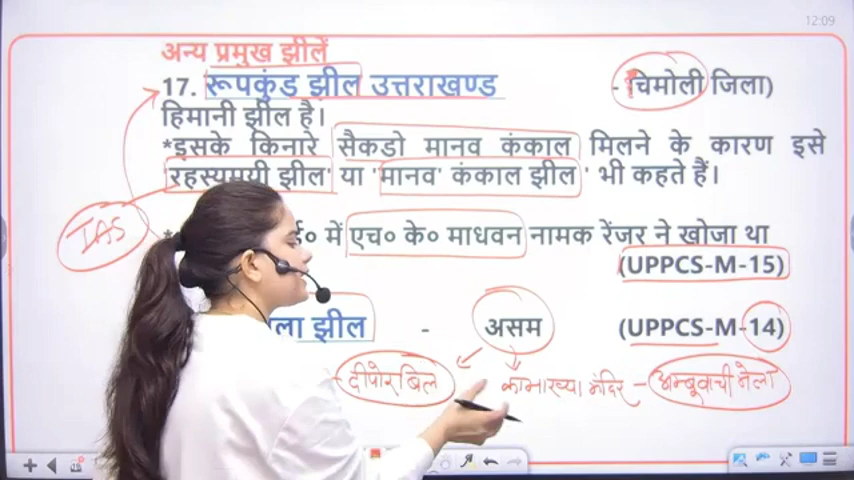 12:09
अन्य प्रमुख झीलें
17. रूपकुंड झील उत्तराखण्ड - चिमोली जिला)
हिमानी झील है।
*इसके किनारे सैकडो मानव कंकाल मिलने के कारण इसे
'रहस्यमयी झील' या 'मानव' कंकाल झील ' भी कहते हैं।
IAS
ई० में एच० के० माधवन नामक रेंजर ने खोजा था
(UPPCS-M-15)
ला झील - असम (UPPCS-M-14)
- दीपोर बिल कामाख्या मंदिर - अम्बूवाची मेला